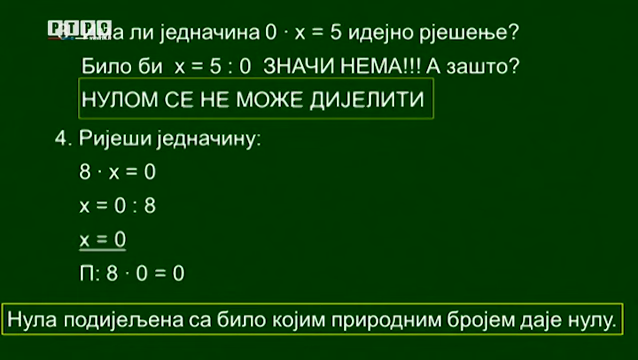 РТРС
ли једначина 0 · x = 5 идејно рјешење?
Било би x = 5 : 0 ЗНАЧИ НЕМА!!! А зашто?
НУЛОМ СЕ НЕ МОЖЕ ДИЈЕЛИТИ
4. Ријеши једначину:
8 · x = 0
x = 0 : 8
x = 0
П: 8 · 0 = 0
Нула подијељена са било којим природним бројем даје нулу.